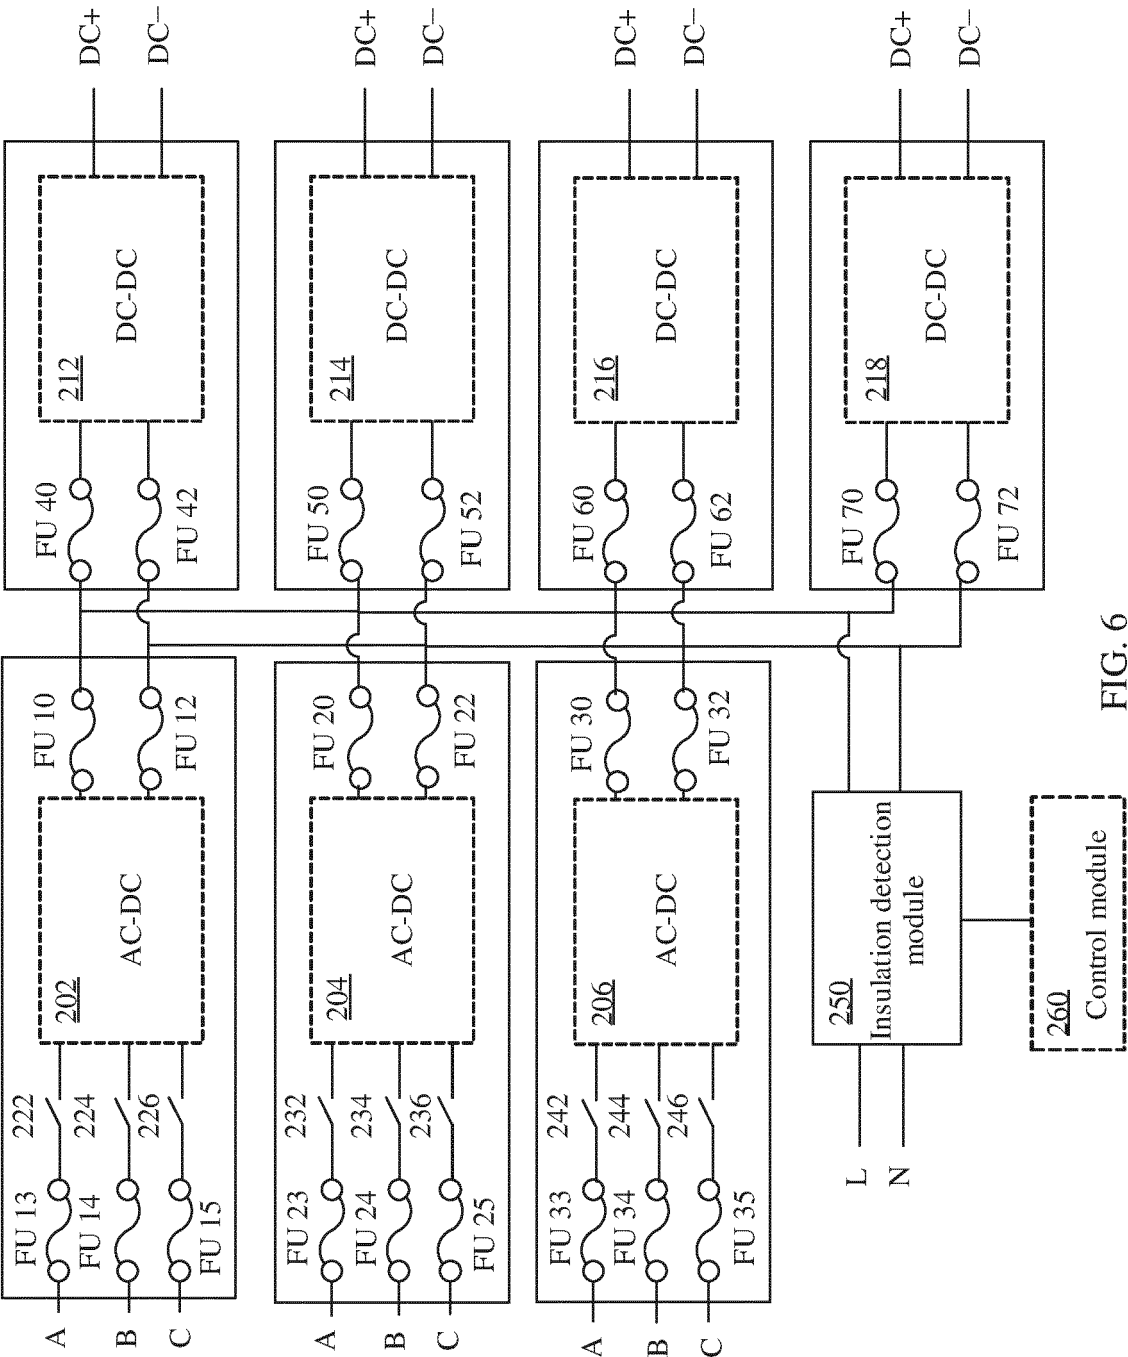 A
B
C
FU 13
FU 14
FU 15
222
224
226
202
AC-DC
FU 10
FU 12
FU 40
FU 42
212
DC-DC
DC+
DC−
A
B
C
FU 23
FU 24
FU 25
232
234
236
204
AC-DC
FU 20
FU 22
FU 50
FU 52
214
DC-DC
DC+
DC−
A
B
C
FU 33
FU 34
FU 35
242
244
246
206
AC-DC
FU 30
FU 32
FU 60
FU 62
216
DC-DC
DC+
DC−
L
N
250
Insulation detection
module
FU 70
FU 72
218
DC-DC
DC+
DC−
260
Control module
FIG. 6